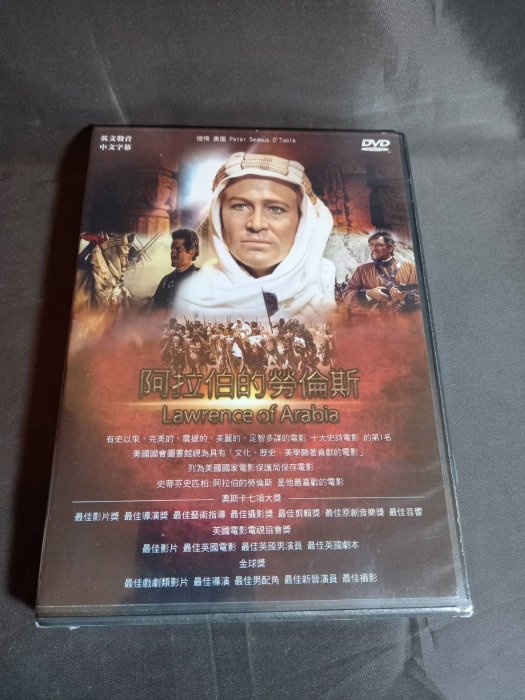 英文發音
中文字幕
彼得 奧圖 Peter Seamus O'Toole
DVD
阿拉伯的勞倫斯
Lawrence of Arabia
有史以來，完美的，震撼的，美麗的，足智多謀的電影 十大史詩電影 的第1名
美國國會圖書館視為具有「文化、歷史、美學顯著貢獻的電影」
列為美國國家電影保護局保存電影
史蒂芬史匹柏:阿拉伯的勞倫斯 是他最喜歡的電影
奧斯卡七項大獎
最佳影片獎 最佳導演獎 最佳藝術指導 最佳攝影獎 最佳剪輯獎 最佳原創音樂獎 最佳音響
英國電影電視協會獎
最佳影片 最佳英國電影 最佳英國男演員 最佳英國劇本
金球獎
最佳戲劇類影片 最佳導演 最佳男配角 最佳新晉演員 最佳攝影